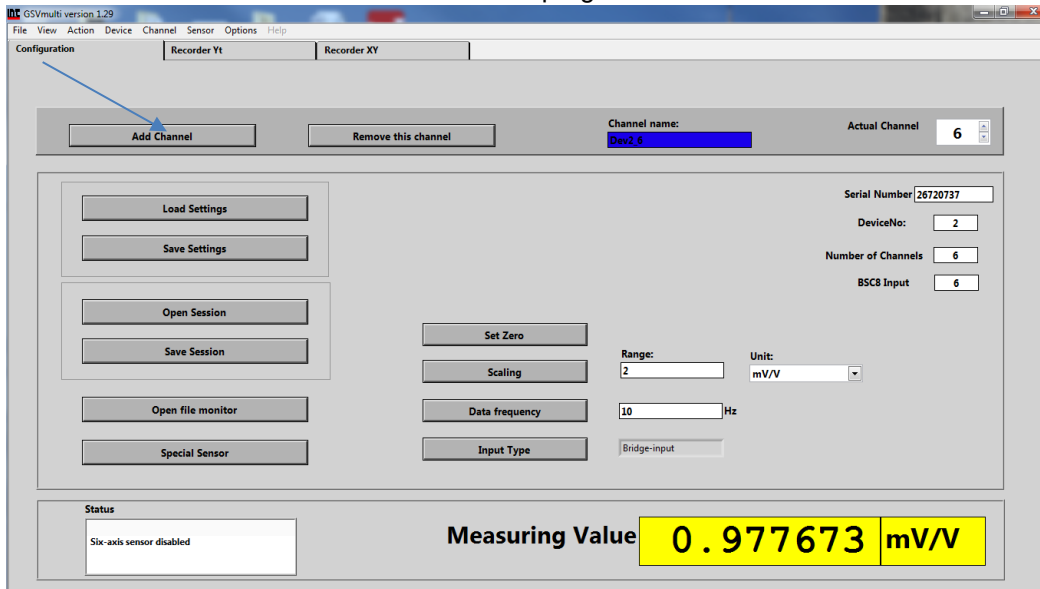 GSVmulti version 1.29
File View Action Device Channel Sensor Options Help
Configuration Recorder Yt Recorder XY
Add Channel Remove this channel Channel name: Actual Channel
Dev2_6 6
Load Settings Serial Number 26720737
DeviceNo: 2
Save Settings Number of Channels 6
BSC8 Input 6
Open Session
Set Zero
Save Session Range: Unit:
Scaling 2 mV/V
Open file monitor Data frequency 10 Hz
Special Sensor Input Type Bridge-input
Status
Six-axis sensor disabled Measuring Value 0.977673 mV/V